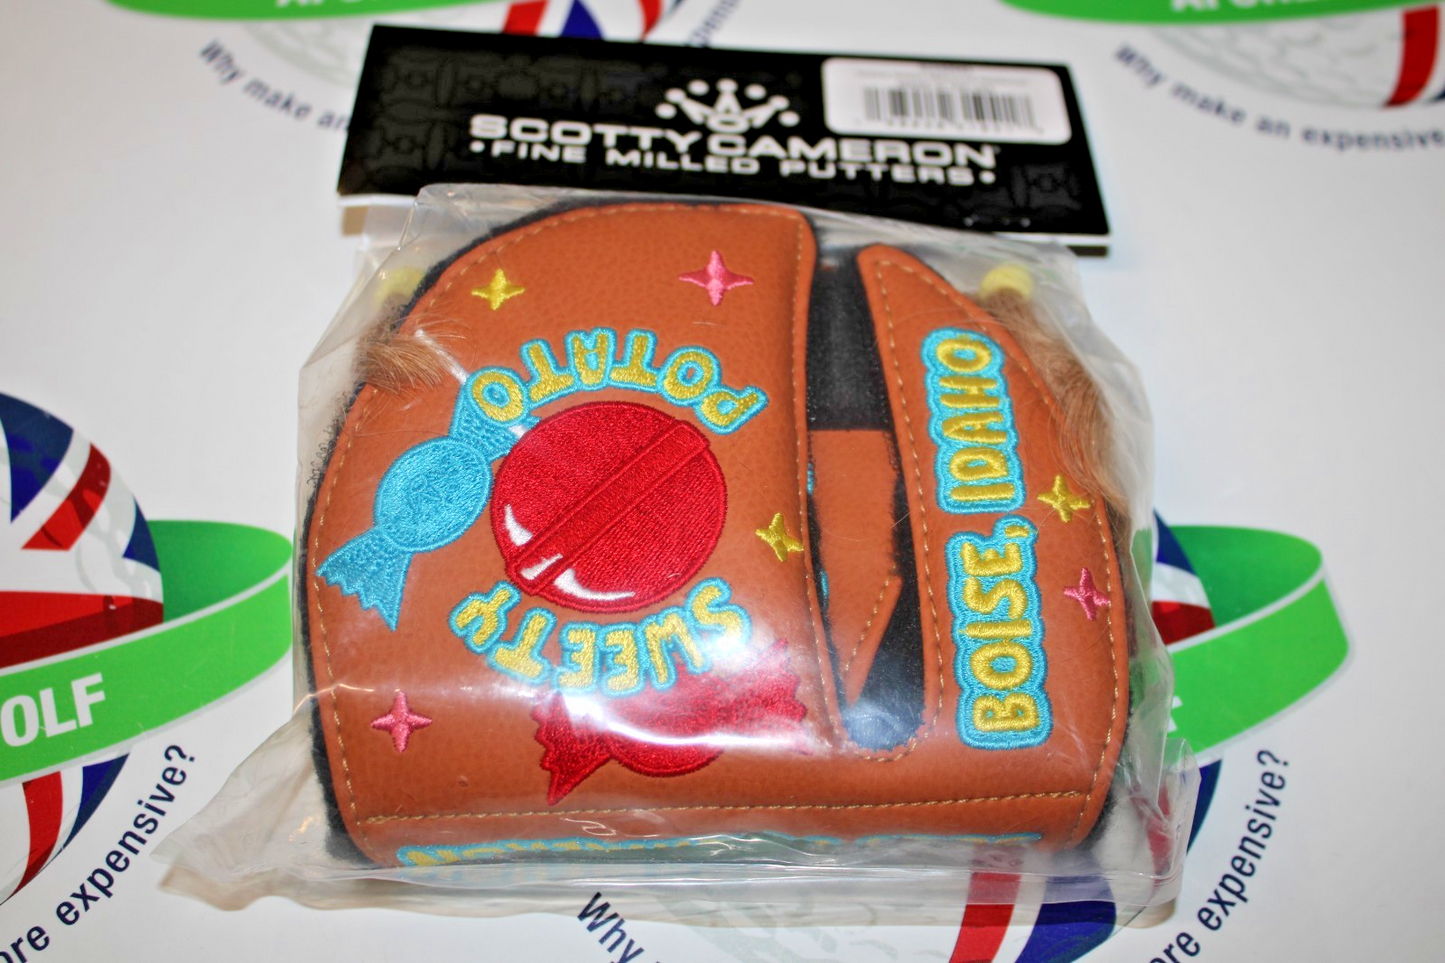 Why make an
Why make an expensive
SCOTTY CAMERON
•FINE MILLED PUTTERS•
SWEETY
POTATO
BOISE, IDAHO
OLF
ore expensive?
Why
ore expensive?